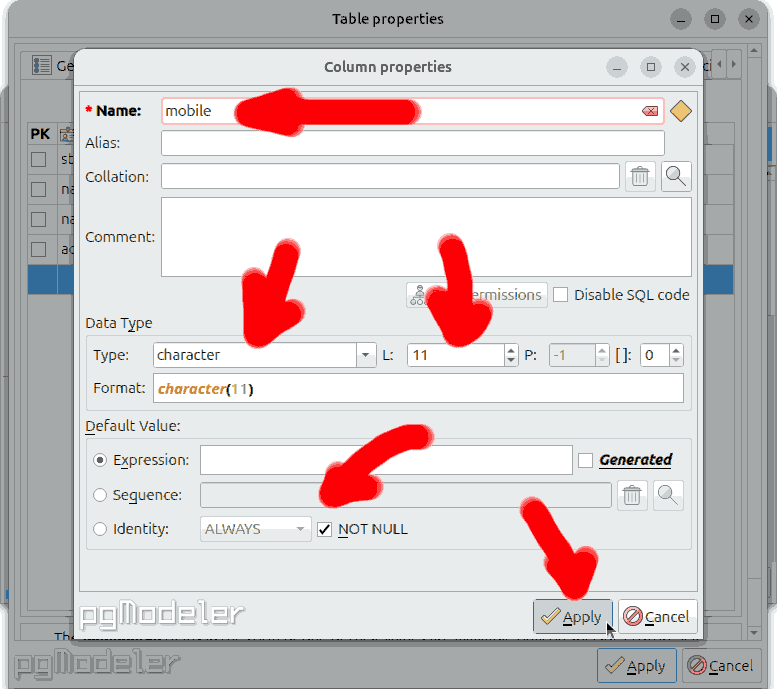 Table properties
Ge
Column properties
* Name: mobile
Alias:
PK
Collation:
st
na
Comment:
na
ac
ermissions Disable SQL code
Data Type
Type: character L: 11 P: -1 []: 0
Format: character(11)
Default Value:
Expression: Generated
Sequence:
Identity: ALWAYS NOT NULL
pgModeler Apply Cancel
The
pgModeler Apply Cancel